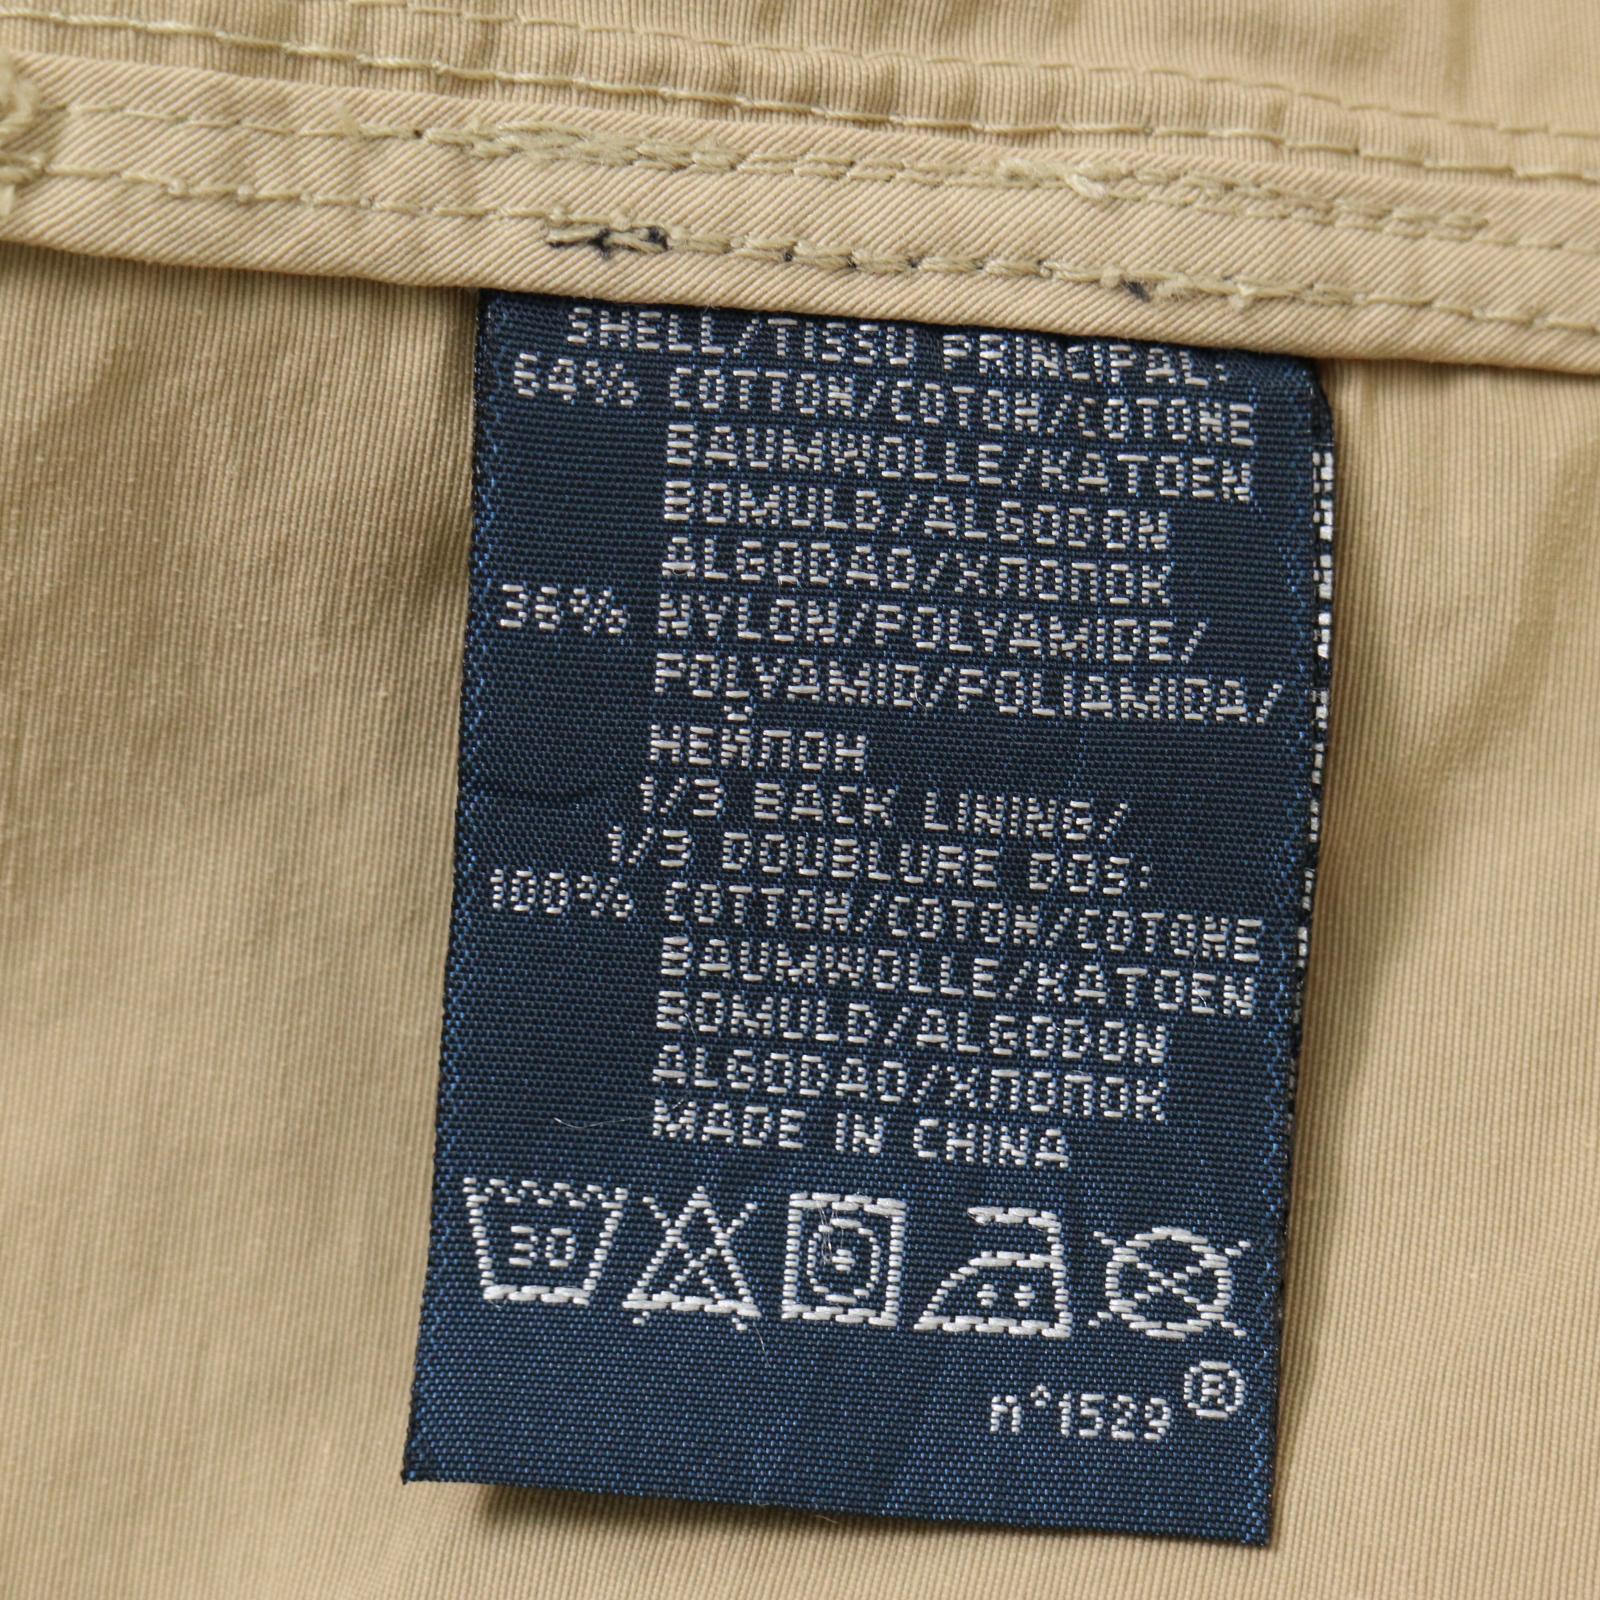 SHELL/TISSU PRINCIPAL:
64% COTTON/COTON/COTONE
BAUMWOLLE/KATOEN
BOMULD/ALGODON
ALGODAO/ХЛОПОК
36% NYLON/POLYAMIDE/
POLYAMID/POLIAMIDA/
НЕЙЛОН
1/3 BACK LINING/
1/3 DOUBLURE DOS:
100% COTTON/COTON/COTONE
BAUMWOLLE/KATOEN
BOMULD/ALGODON
ALGODAO/ХЛОПОК
MADE IN CHINA
30
n°1529 ®